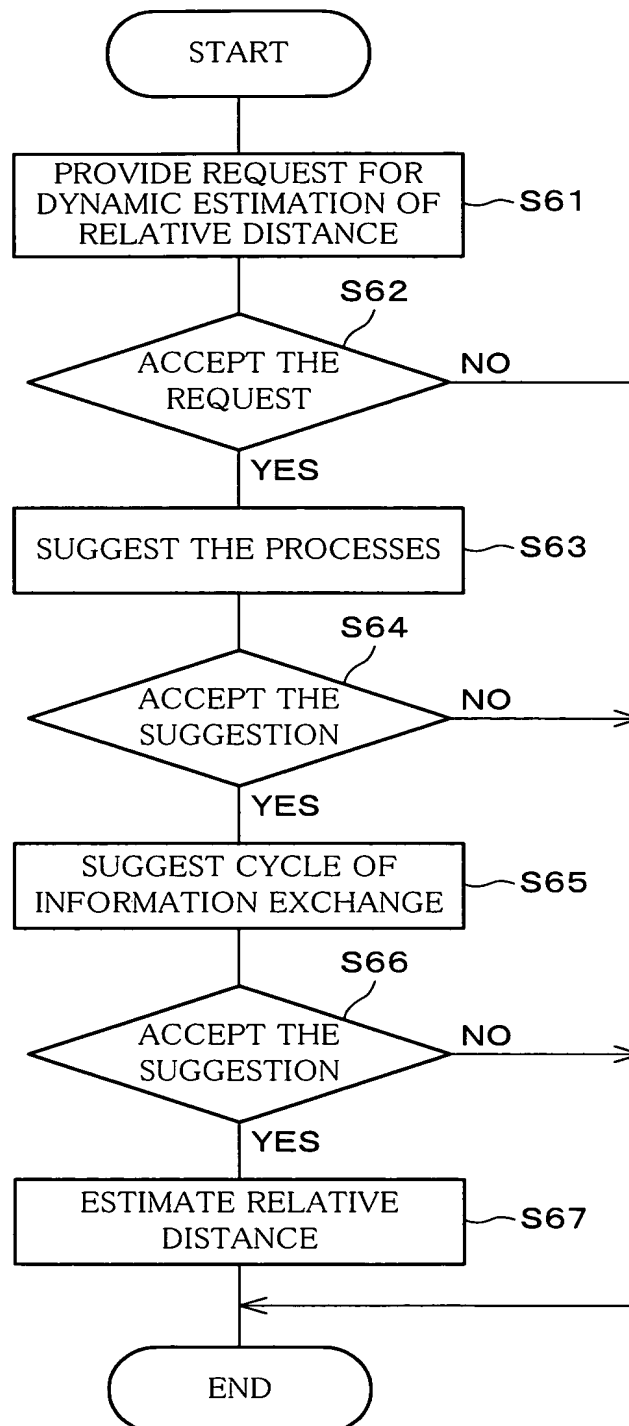 START
PROVIDE REQUEST FOR
DYNAMIC ESTIMATION OF
RELATIVE DISTANCE
S61
S62
ACCEPT THE
REQUEST
NO
YES
SUGGEST THE PROCESSES
S63
S64
ACCEPT THE
SUGGESTION
NO
YES
SUGGEST CYCLE OF
INFORMATION EXCHANGE
S65
S66
ACCEPT THE
SUGGESTION
NO
YES
ESTIMATE RELATIVE
DISTANCE
S67
END